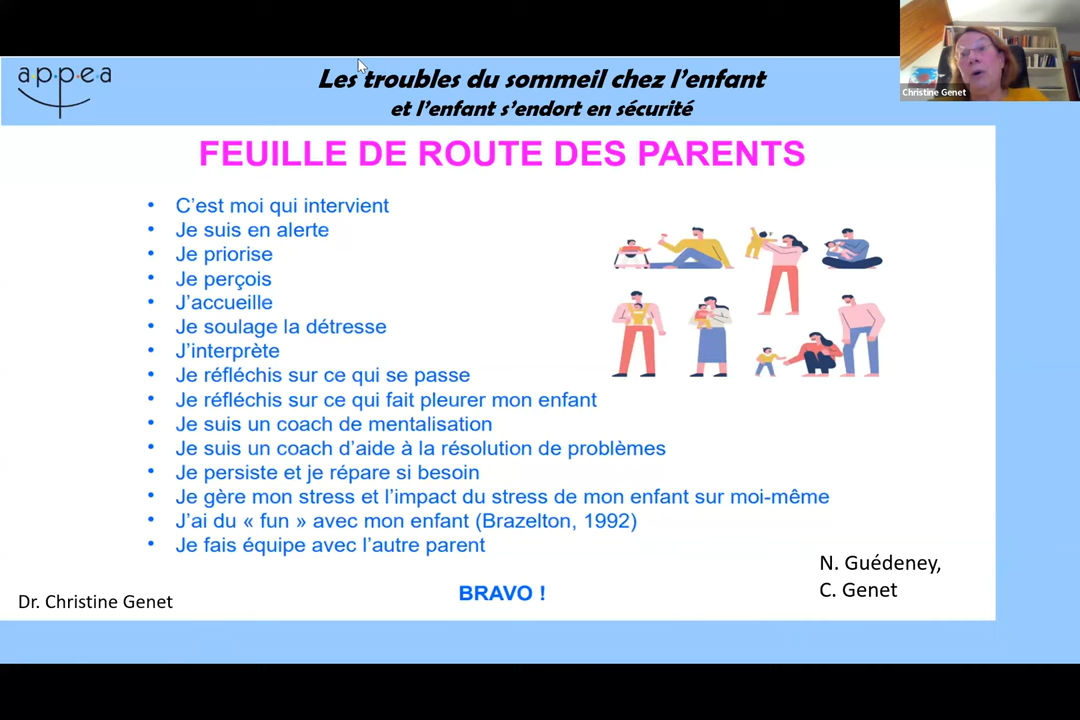 appea
Les troubles du sommeil chez l'enfant
et l'enfant s'endort en sécurité
Christine Genet
FEUILLE DE ROUTE DES PARENTS
• C'est moi qui intervient
• Je suis en alerte
• Je priorise
• Je perçois
• J'accueille
• Je soulage la détresse
• J'interprète
• Je réfléchis sur ce qui se passe
• Je réfléchis sur ce qui fait pleurer mon enfant
• Je suis un coach de mentalisation
• Je suis un coach d'aide à la résolution de problèmes
• Je persiste et je répare si besoin
• Je gère mon stress et l'impact du stress de mon enfant sur moi-même
• J'ai du « fun » avec mon enfant (Brazelton, 1992)
• Je fais équipe avec l'autre parent
N. Guédeney,
C. Genet
BRAVO !
Dr. Christine Genet